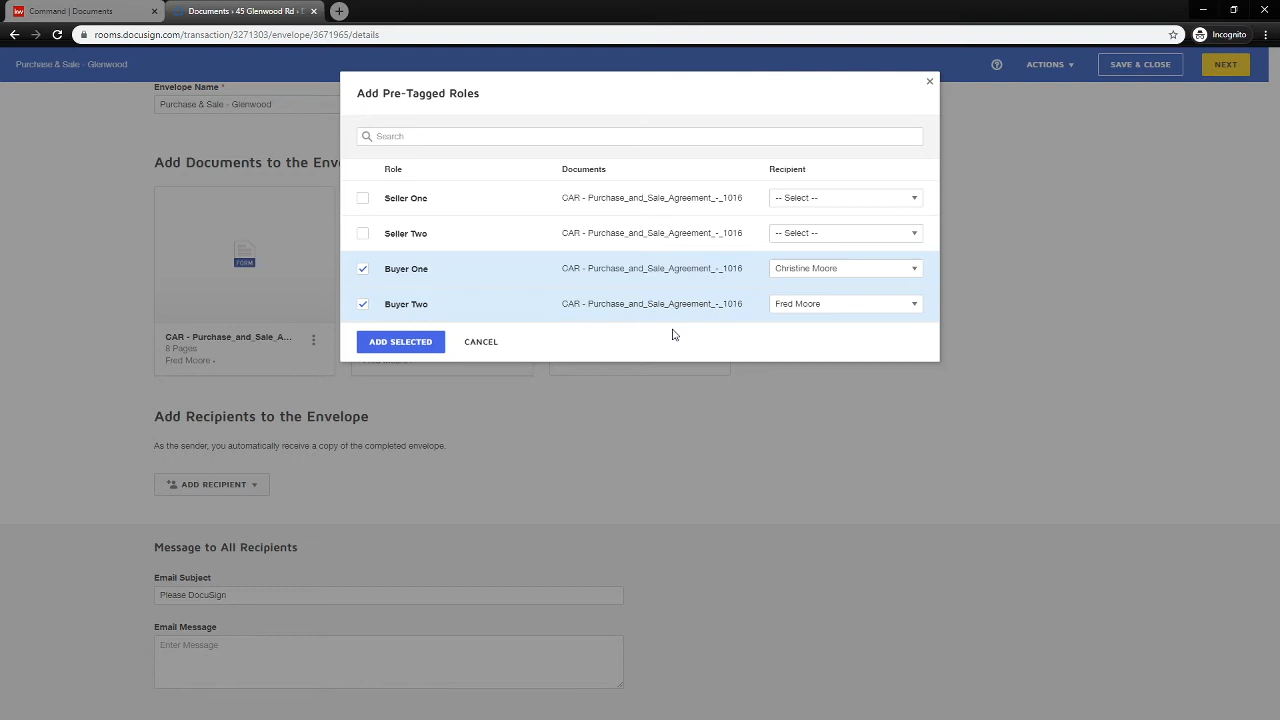 Command | Documents
Documents › 45 Glenwood Rd ›
Incognito
rooms.docusign.com/transaction/3271303/envelope/3671965/details
Purchase & Sale - Glenwood
ACTIONS
SAVE & CLOSE
NEXT
Envelope Name *
Purchase & Sale - Glenwood
Add Documents to the Env
FORM
CAR - Purchase_and_Sale_A...
8 Pages
Fred Moore •
Add Pre-Tagged Roles
Search
Role Documents Recipient
Seller One CAR - Purchase_and_Sale_Agreement_-_1016 -- Select --
Seller Two CAR - Purchase_and_Sale_Agreement_-_1016 -- Select --
Buyer One CAR - Purchase_and_Sale_Agreement_-_1016 Christine Moore
Buyer Two CAR - Purchase_and_Sale_Agreement_-_1016 Fred Moore
ADD SELECTED CANCEL
Add Recipients to the Envelope
As the sender, you automatically receive a copy of the completed envelope.
ADD RECIPIENT
Message to All Recipients
Email Subject
Please DocuSign
Email Message
Enter Message